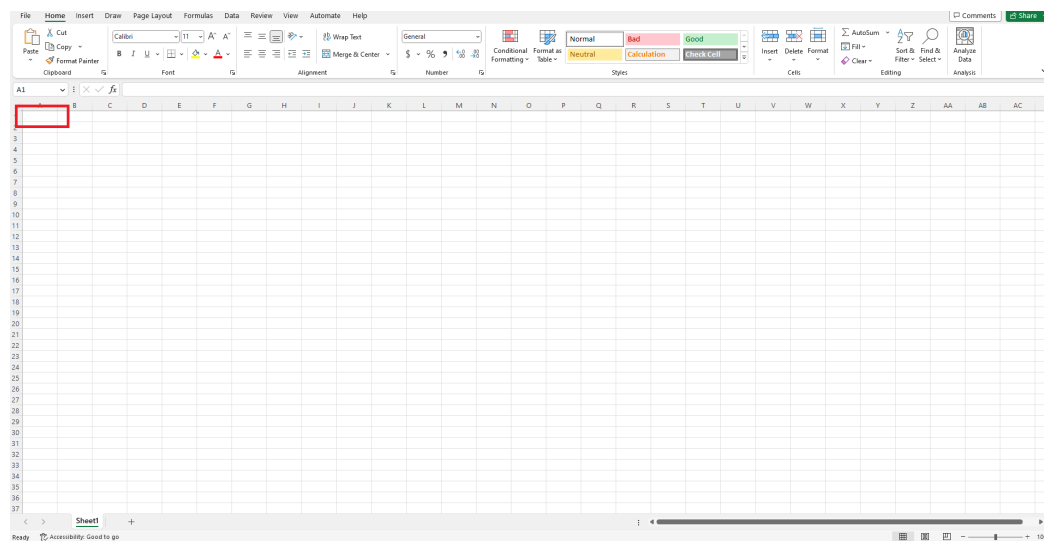 File Home Insert Draw Page Layout Formulas Data Review View Automate Help Comments Share
Paste
Cut
Copy
Format Painter
Clipboard
Calibri 11 A^ A˅
B I U A
Font
Wrap Text
Merge & Center
Alignment
General
$ % 9
Number
Conditional Formatting
Format as Table
Normal Bad Good
Neutral Calculation Check Cell
Styles
Insert Delete Format
Cells
AutoSum
Fill
Clear
Sort & Filter
Find & Select
Editing
Analyze Data
Analysis
A1 fx
A B C D E F G H I J K L M N O P Q R S T U V W X Y Z AA AB AC
3
4
5
6
7
8
9
10
11
12
13
14
15
16
17
18
19
20
21
22
23
24
25
26
27
28
29
30
31
32
33
34
35
36
37
Sheet1 +
Ready Accessibility: Good to go - + 10